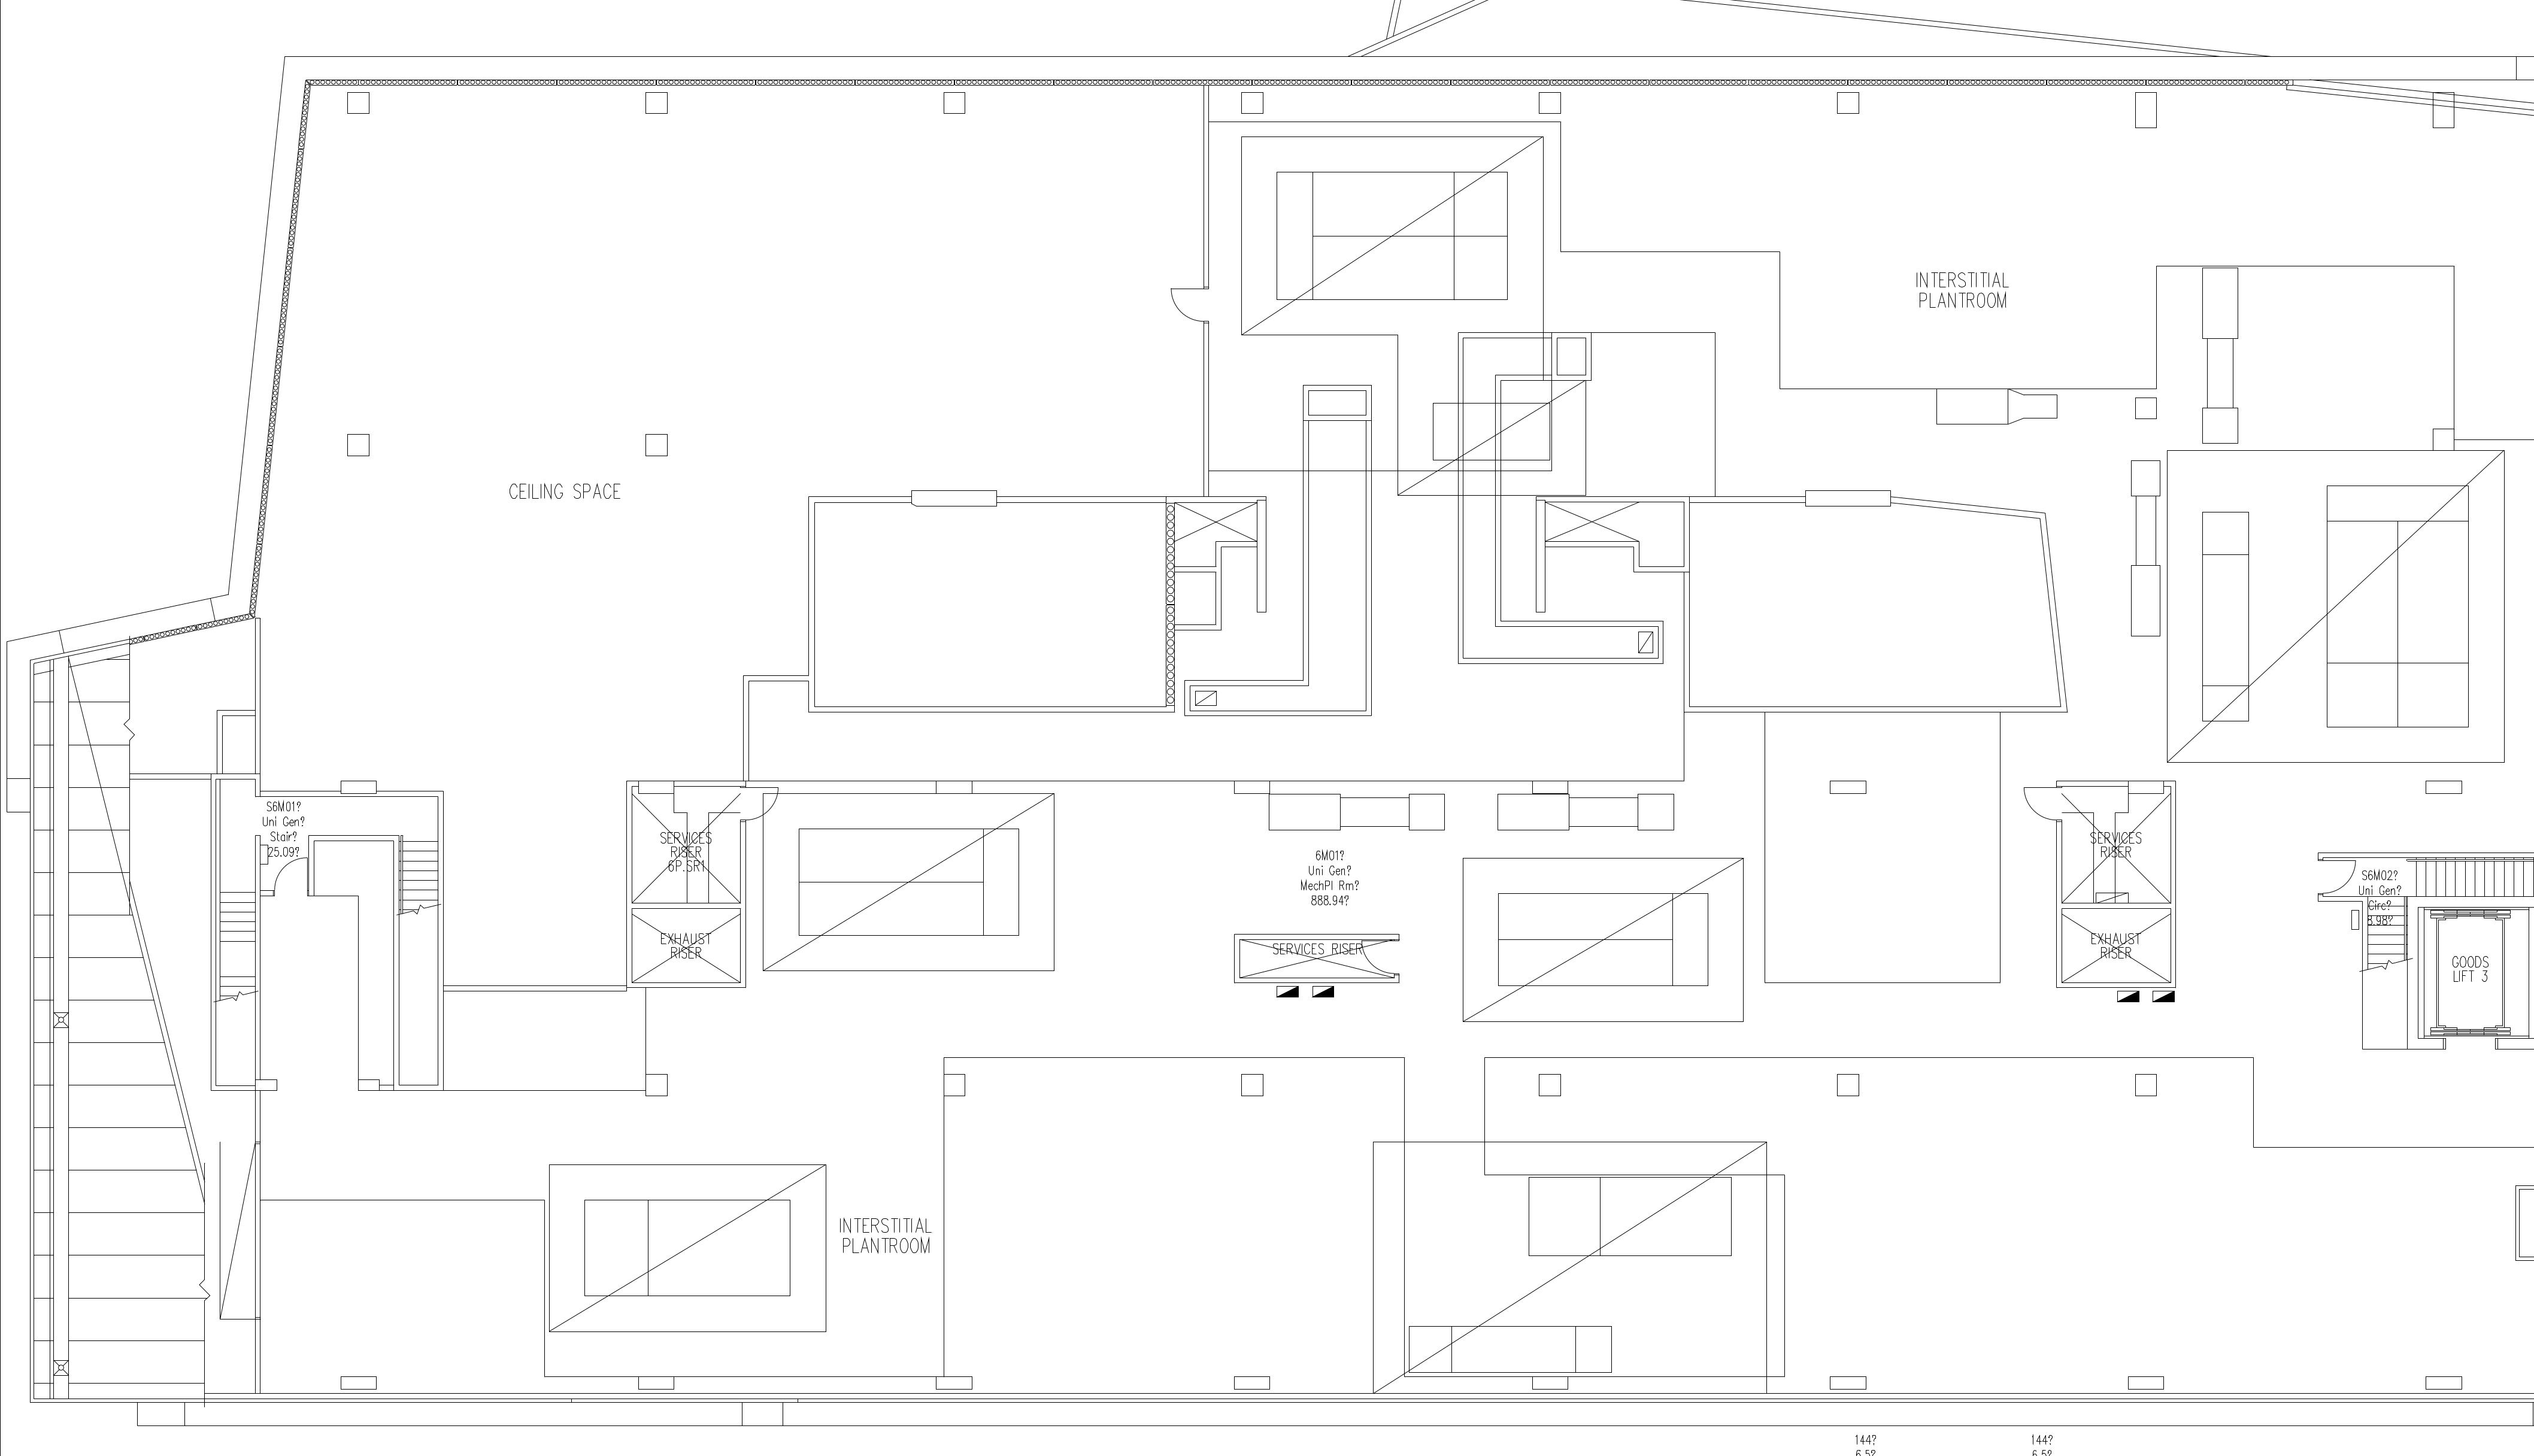 INTERSTITIAL
PLANTROOM
CEILING SPACE
S6M01?
Uni Gen?
Stair?
25.09?
SERVICES
RISER
6P.SR1
EXHAUST
RISER
6M01?
Uni Gen?
MechPl Rm?
888.94?
SERVICES RISER
SERVICES
RISER
EXHAUST
RISER
S6M02?
Uni Gen?
Circ?
8.98?
GOODS
LIFT 3
INTERSTITIAL
PLANTROOM
144?
6.5?
144?
6.5?